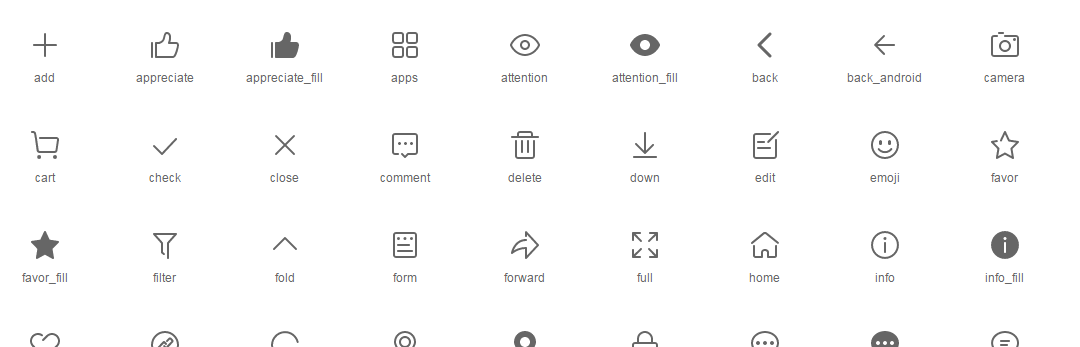 add appreciate appreciate_fill apps attention attention_fill back back_android camera
cart check close comment delete down edit emoji favor
favor_fill filter fold form forward full home info info_fill